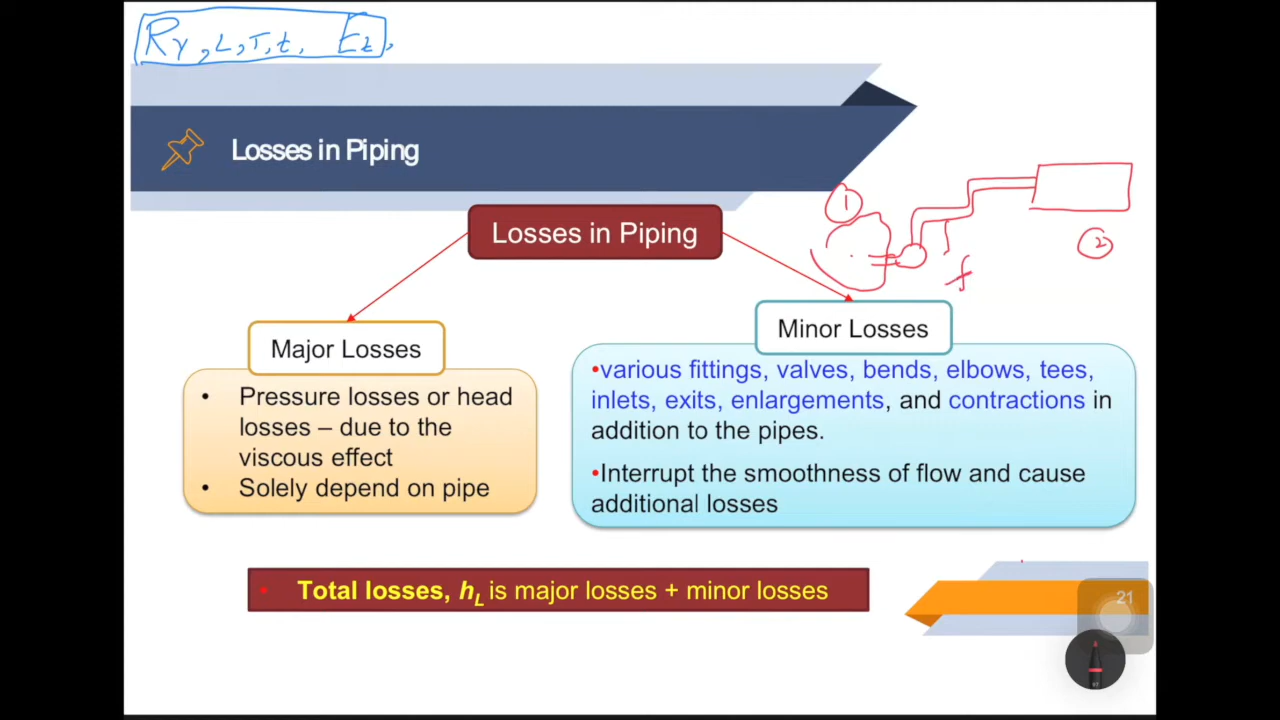 Ry, L, T, t, Ez,
Losses in Piping
1
Losses in Piping
2
f
Minor Losses
Major Losses
•various fittings, valves, bends, elbows, tees,
inlets, exits, enlargements, and contractions in
addition to the pipes.
•Interrupt the smoothness of flow and cause
additional losses
• Pressure losses or head
losses – due to the
viscous effect
• Solely depend on pipe
• Total losses, hL is major losses + minor losses
21